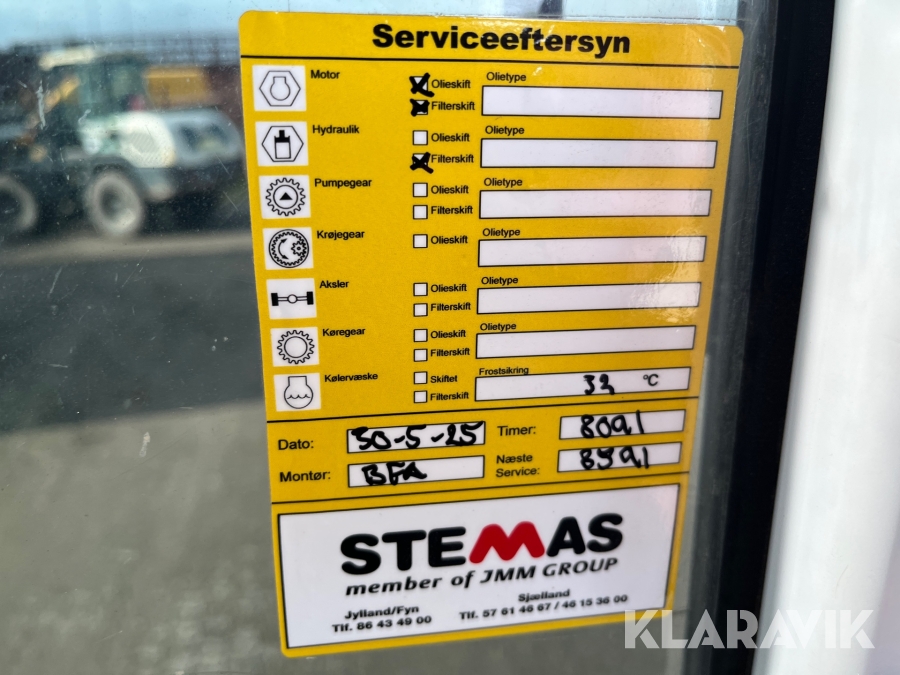 Serviceeftersyn
Motor Olieskift Olietype
Filterskift
Hydraulik Olieskift Olietype
Filterskift
Pumpegear Olieskift Olietype
Filterskift
Krøjegear Olieskift Olietype
Aksler Olieskift Olietype
Filterskift
Køregear Olieskift Olietype
Filterskift
Kølervæske Skiftet Frostsikring
Filterskift °C
Dato: 30-5-25 Timer: 8091
Montør: Næste Service:
STEMAS
member of JMM GROUP
Jylland/Fyn Sjælland
Tlf. 86 43 49 00 Tlf. 57 61 46 67 / 46 15 36 00
KLARAVIK